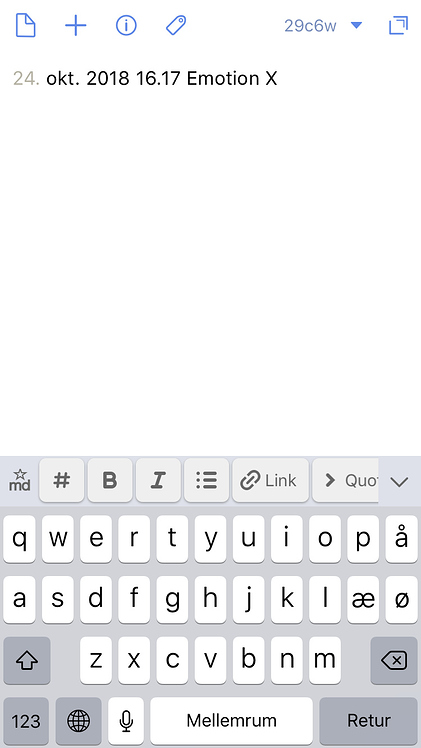 29c6w
24. okt. 2018 16.17 Emotion X
md # B I Link Quo
q w e r t y u i o p å
a s d f g h j k l æ ø
z x c v b n m
123 Mellemrum Retur